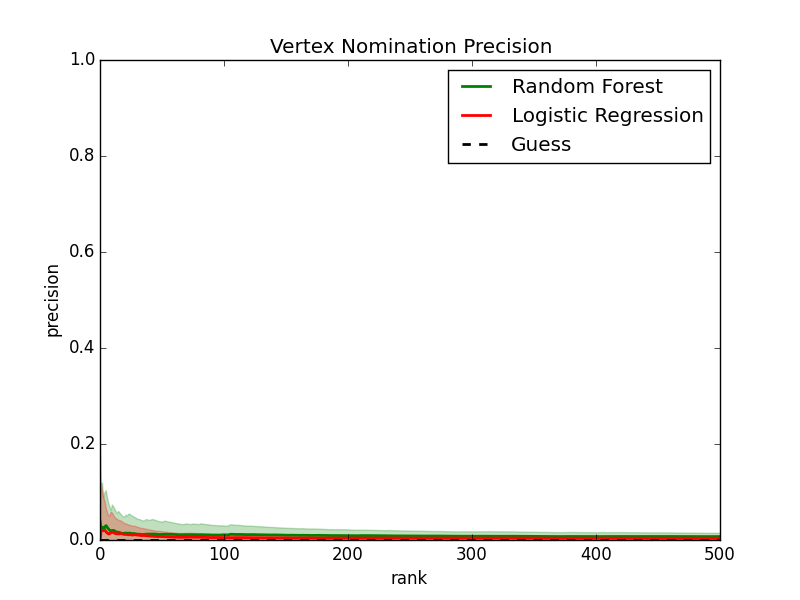 Vertex Nomination Precision
1.0
0.8
0.6
0.4
0.2
0.0
precision
Random Forest
Logistic Regression
Guess
0 100 200 300 400 500
rank